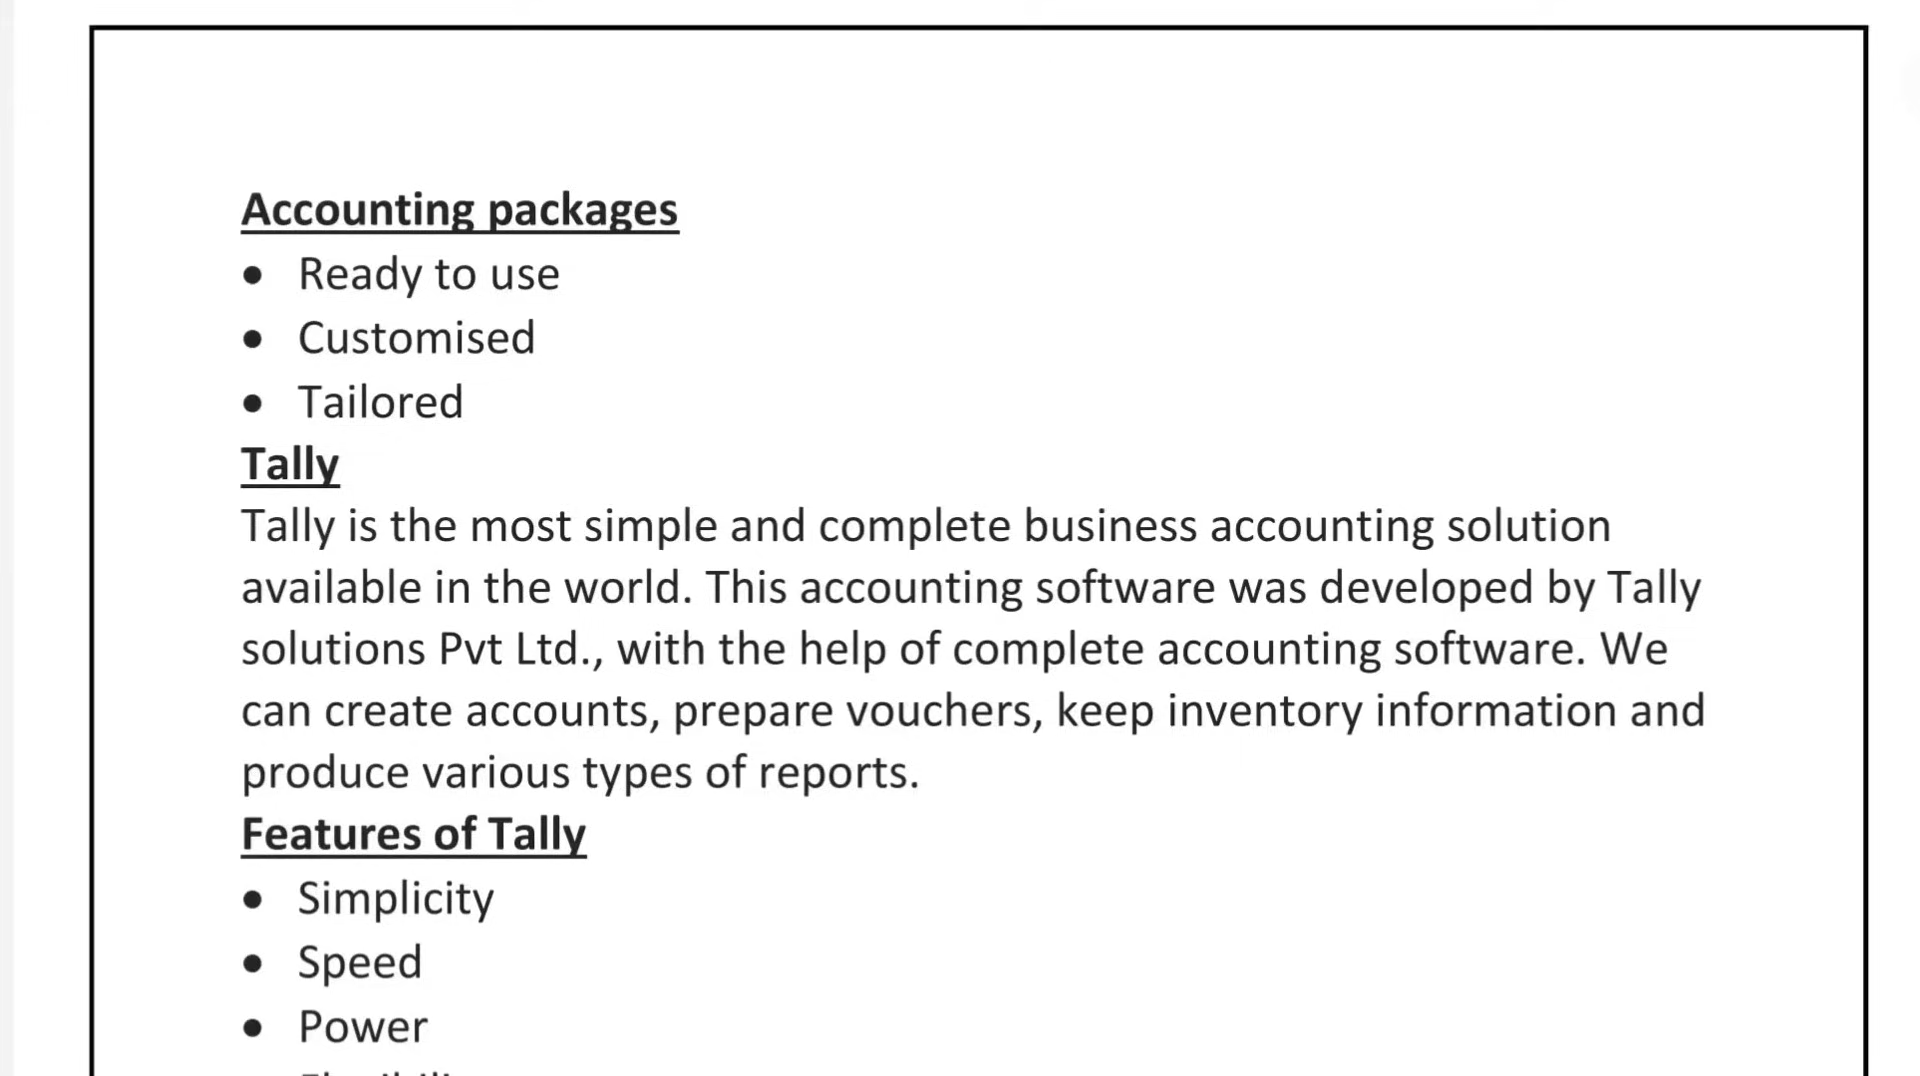 Accounting packages
• Ready to use
• Customised
• Tailored
Tally
Tally is the most simple and complete business accounting solution
available in the world. This accounting software was developed by Tally
solutions Pvt Ltd., with the help of complete accounting software. We
can create accounts, prepare vouchers, keep inventory information and
produce various types of reports.
Features of Tally
• Simplicity
• Speed
• Power